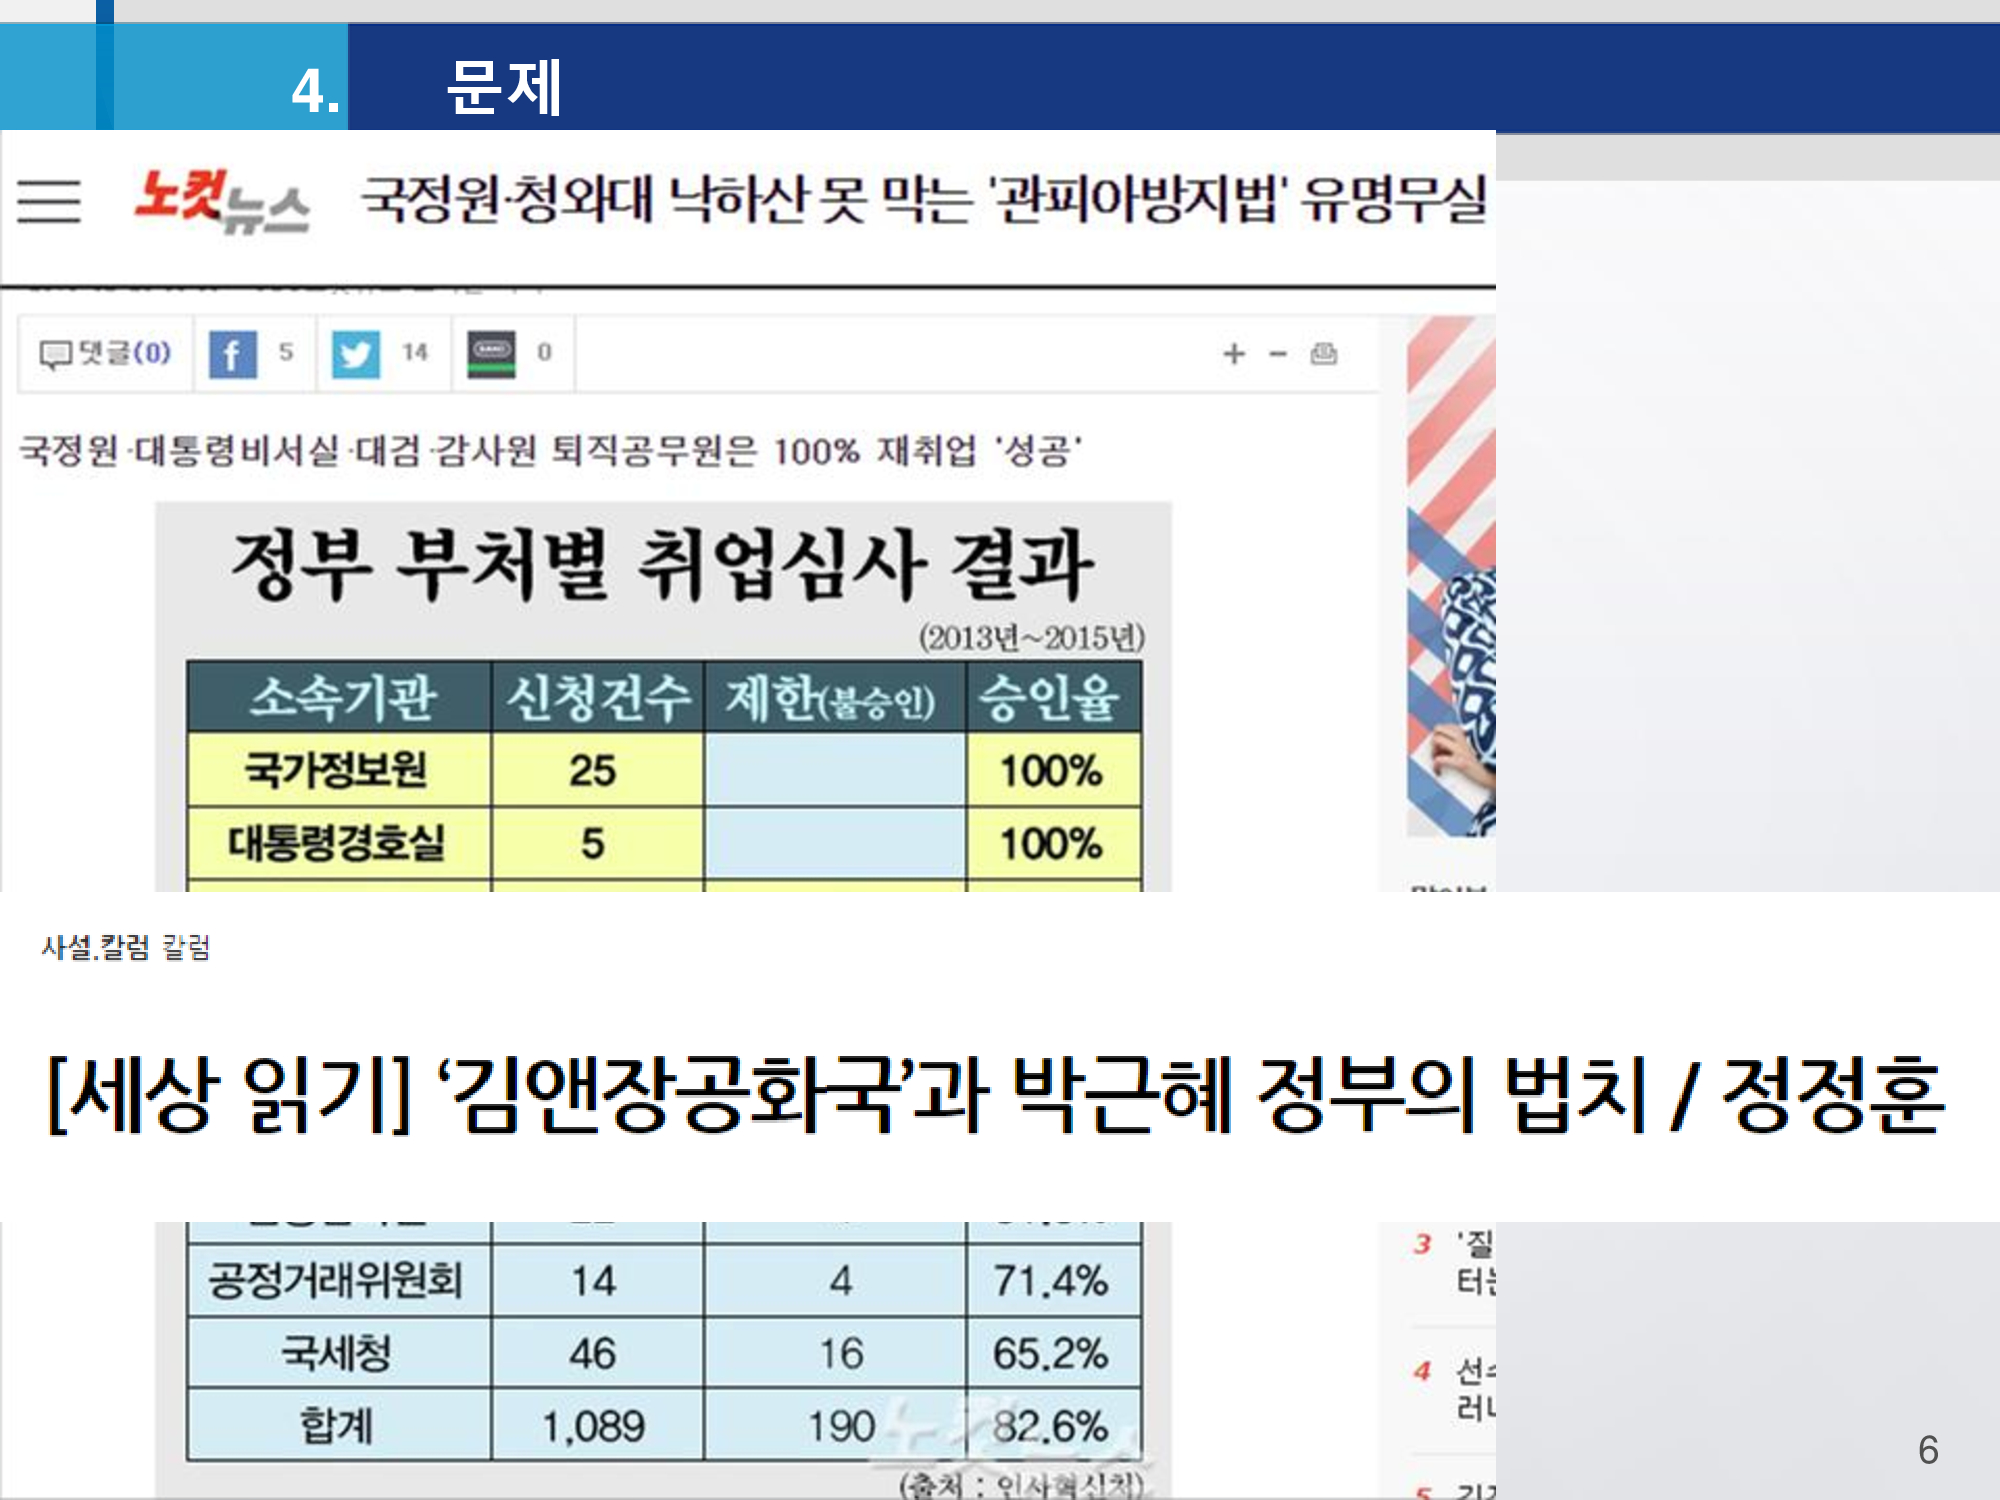 4. 문제
노컷뉴스 국정원·청와대 낙하산 못 막는 '관피아방지법' 유명무실
댓글(0) 5 14 0 + -
국정원·대통령비서실·대검·감사원 퇴직공무원은 100% 재취업 '성공'
정부 부처별 취업심사 결과
(2013년~2015년)
소속기관 신청건수 제한(불승인) 승인율
국가정보원 25 100%
대통령경호실 5 100%
사설.칼럼 칼럼
[세상 읽기] ‘김앤장공화국’과 박근혜 정부의 법치 / 정정훈
공정거래위원회 14 4 71.4%
국세청 46 16 65.2%
합계 1,089 190 82.6%
노컷뉴스
(출처 : 인사혁신처)
3 '질
터는
4 선수
러나
5
6